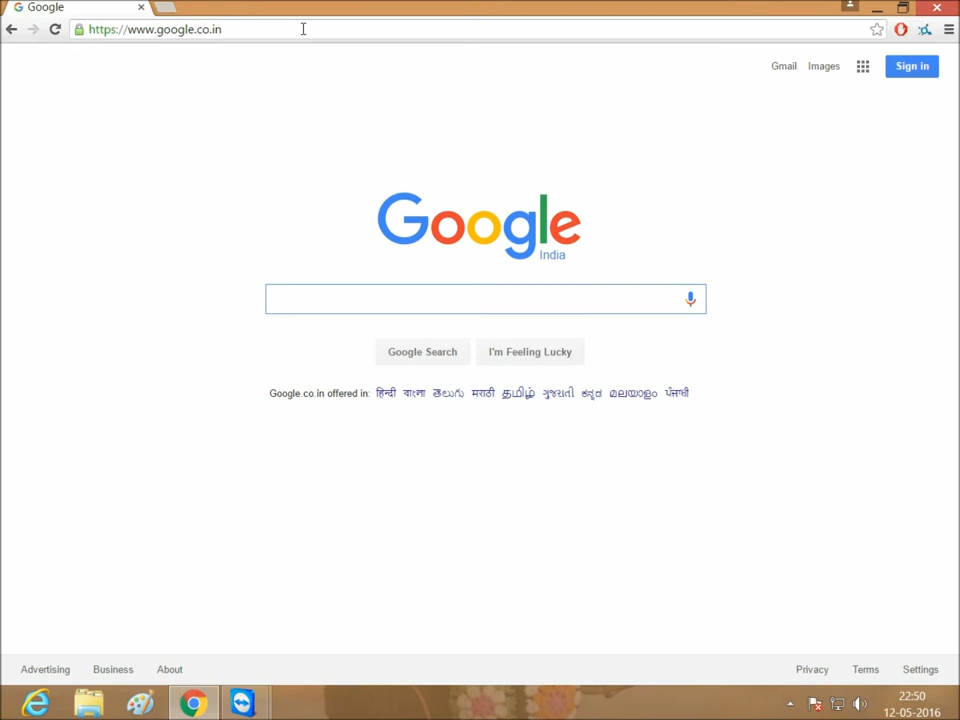 Google
https://www.google.co.in
Gmail Images Sign in
Google
India
Google Search I'm Feeling Lucky
Google.co.in offered in: हिन्दी বাংলা తెలుగు मराठी தமிழ் ગુજરાતી ಕನ್ನಡ മലയാളം ਪੰਜਾਬੀ
Advertising Business About Privacy Terms Settings
22:50
12-05-2016